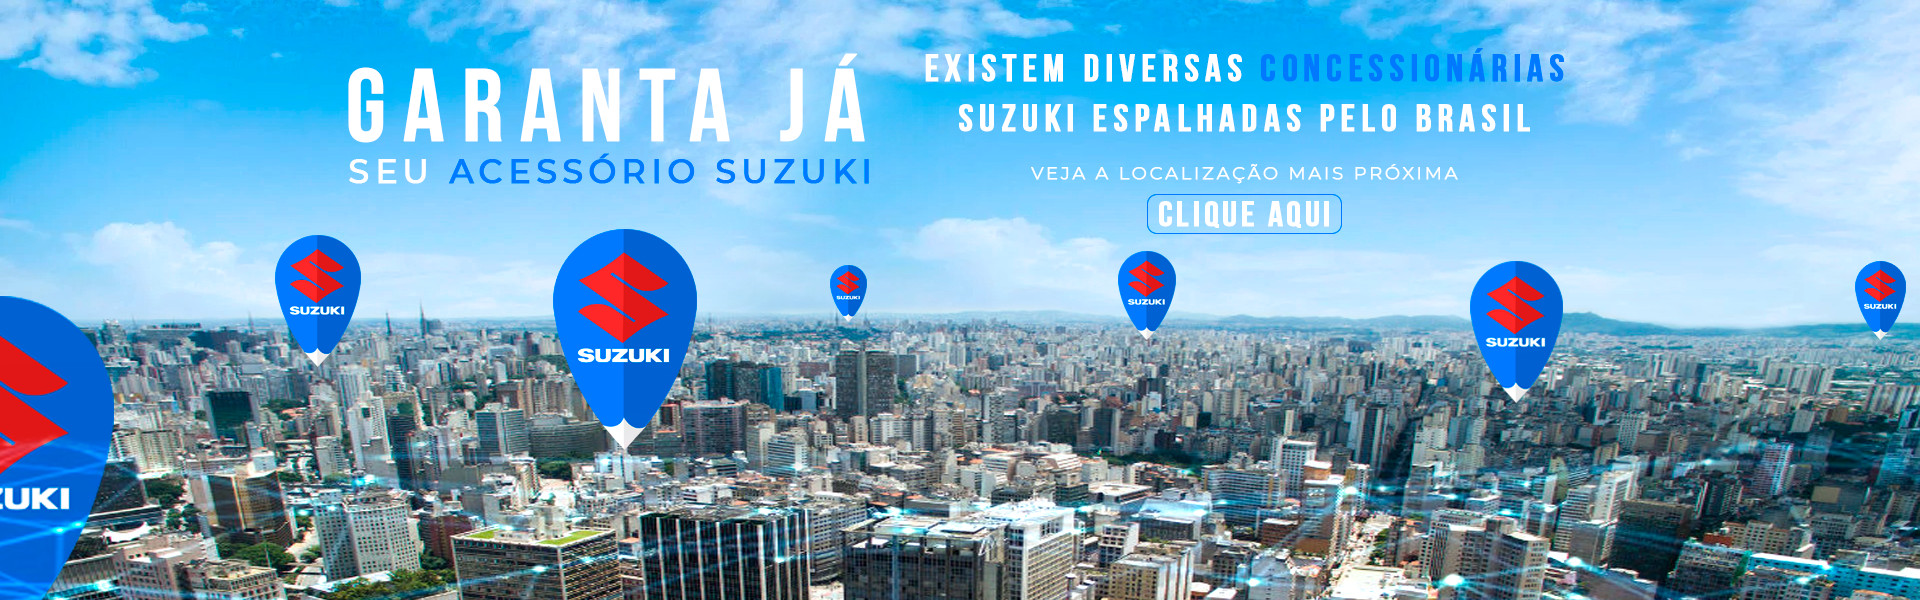 GARANTA JÁ
SEU ACESSÓRIO SUZUKI
EXISTEM DIVERSAS CONCESSIONÁRIAS
SUZUKI ESPALHADAS PELO BRASIL
VEJA A LOCALIZAÇÃO MAIS PRÓXIMA
CLIQUE AQUI
SUZUKI
SUZUKI
SUZUKI
SUZUKI
SUZUKI
SUZUKI
ZUKI